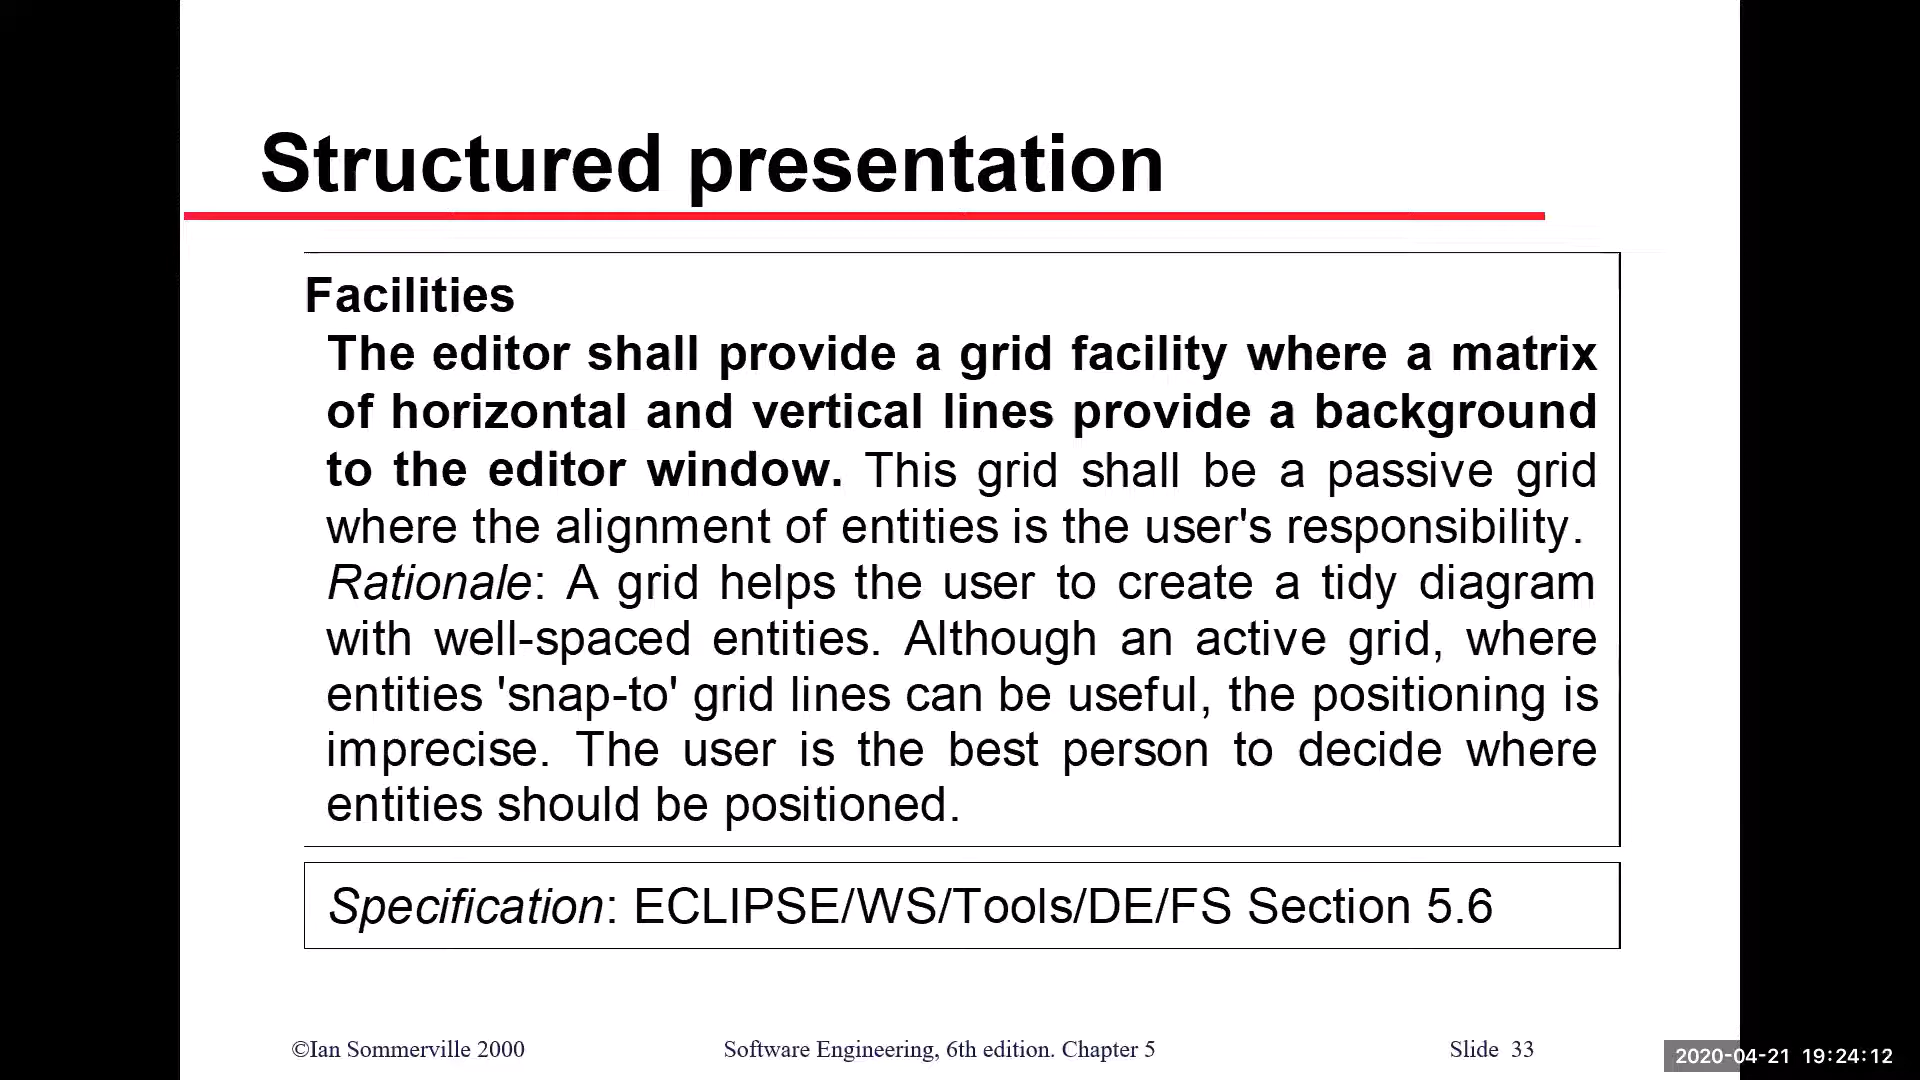 Structured presentation
Facilities
The editor shall provide a grid facility where a matrix
of horizontal and vertical lines provide a background
to the editor window. This grid shall be a passive grid
where the alignment of entities is the user's responsibility.
Rationale: A grid helps the user to create a tidy diagram
with well-spaced entities. Although an active grid, where
entities 'snap-to' grid lines can be useful, the positioning is
imprecise. The user is the best person to decide where
entities should be positioned.
Specification: ECLIPSE/WS/Tools/DE/FS Section 5.6
©Ian Sommerville 2000 Software Engineering, 6th edition. Chapter 5 Slide 33
2020-04-21 19:24:12